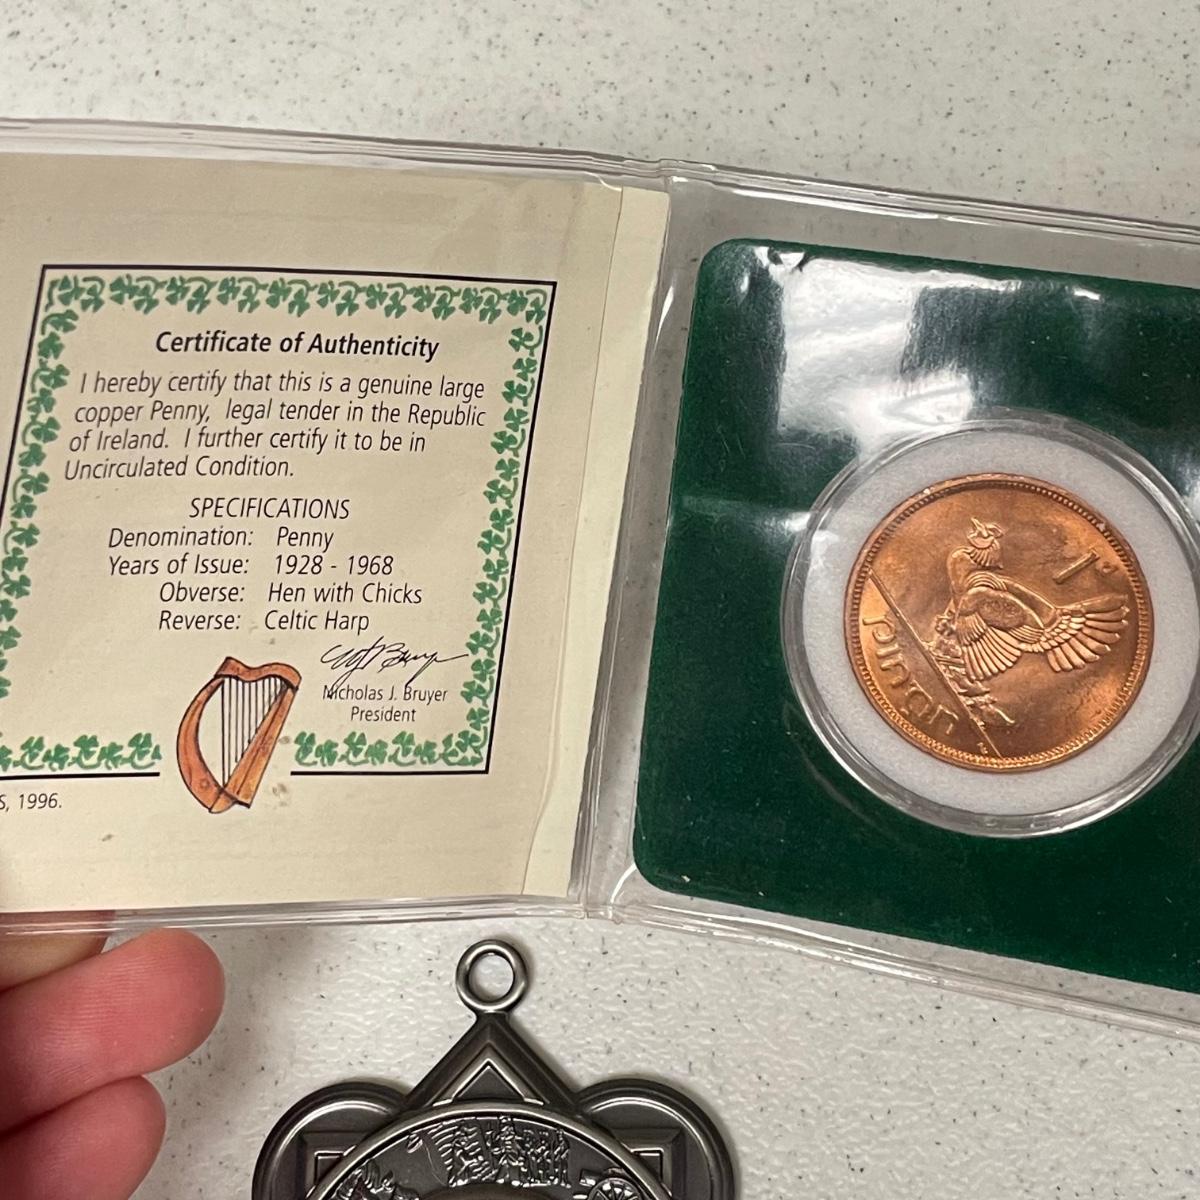 Certificate of Authenticity
I hereby certify that this is a genuine large
copper Penny, legal tender in the Republic
of Ireland. I further certify it to be in
Uncirculated Condition.
SPECIFICATIONS
Denomination: Penny
Years of Issue: 1928 - 1968
Obverse: Hen with Chicks
Reverse: Celtic Harp
Nicholas J. Bruyer
President
s, 1996.
1ᵈ
pingin